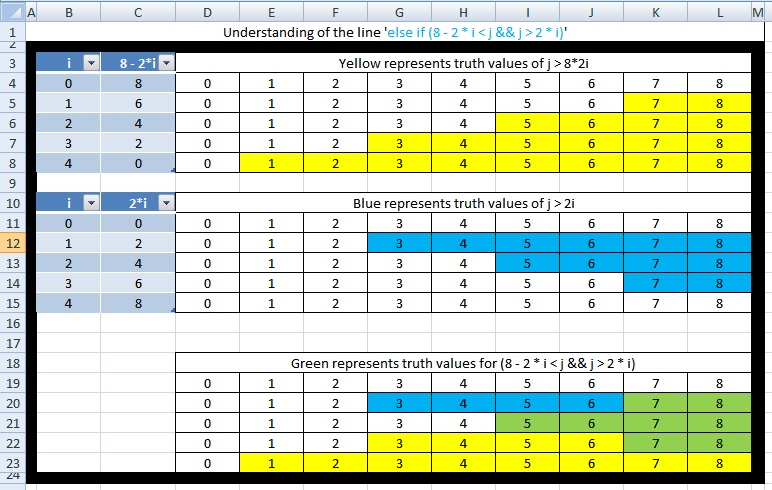 A B C D E F G H I J K L M
1 Understanding of the line 'else if (8 - 2 * i < j && j > 2 * i)'
2
3 i 8 - 2*i Yellow represents truth values of j > 8*2i
4 0 8 0 1 2 3 4 5 6 7 8
5 1 6 0 1 2 3 4 5 6 7 8
6 2 4 0 1 2 3 4 5 6 7 8
7 3 2 0 1 2 3 4 5 6 7 8
8 4 0 0 1 2 3 4 5 6 7 8
9
10 i 2*i Blue represents truth values of j > 2i
11 0 0 0 1 2 3 4 5 6 7 8
12 1 2 0 1 2 3 4 5 6 7 8
13 2 4 0 1 2 3 4 5 6 7 8
14 3 6 0 1 2 3 4 5 6 7 8
15 4 8 0 1 2 3 4 5 6 7 8
16
17
18 Green represents truth values for (8 - 2 * i < j && j > 2 * i)
19 0 1 2 3 4 5 6 7 8
20 0 1 2 3 4 5 6 7 8
21 0 1 2 3 4 5 6 7 8
22 0 1 2 3 4 5 6 7 8
23 0 1 2 3 4 5 6 7 8
24